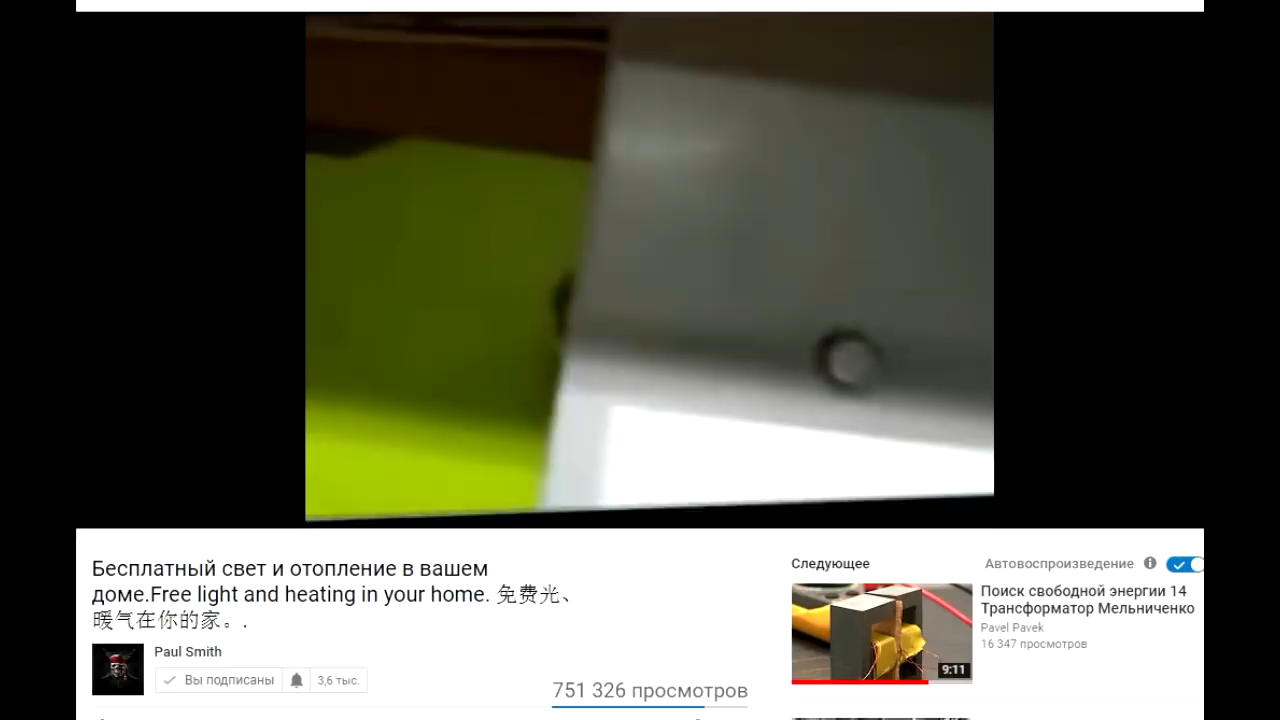 Бесплатный свет и отопление в вашем
доме.Free light and heating in your home. 免费光、
暖气在你的家。.
Paul Smith
Вы подписаны
3,6 тыс.
751 326 просмотров
Следующее
Автовоспроизведение
9:11
Поиск свободной энергии 14
Трансформатор Мельниченко
Pavel Pavek
16 347 просмотров